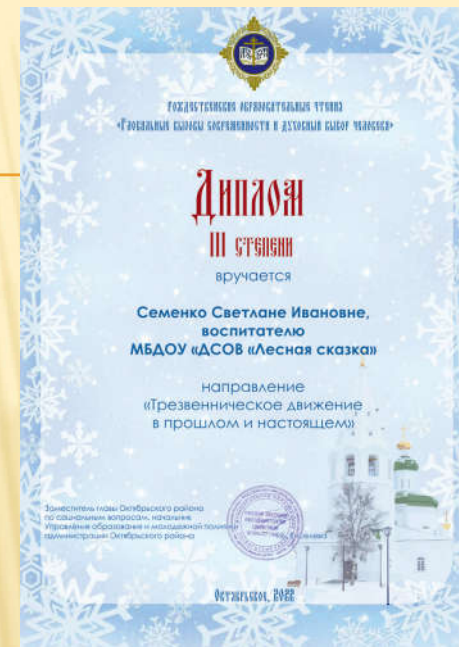 РОЖДЕСТВЕНСКИЕ ОБРАЗОВАТЕЛЬНЫЕ ЧТЕНИЯ
«ГЛОБАЛЬНЫЕ ВЫЗОВЫ СОВРЕМЕННОСТИ И ДУХОВНЫЙ ВЫБОР ЧЕЛОВЕКА»
ДИПЛОМ
III СТЕПЕНИ
вручается
Семенко Светлане Ивановне,
воспитателю
МБДОУ «ДСОВ «Лесная сказка»
направление
«Трезвенническое движение
в прошлом и настоящем»
Заместитель главы Октябрьского района
по социальным вопросам, начальник
Управления образования и молодежной политики
администрации Октябрьского района
ОКТЯБРЬСКОЕ, 2022